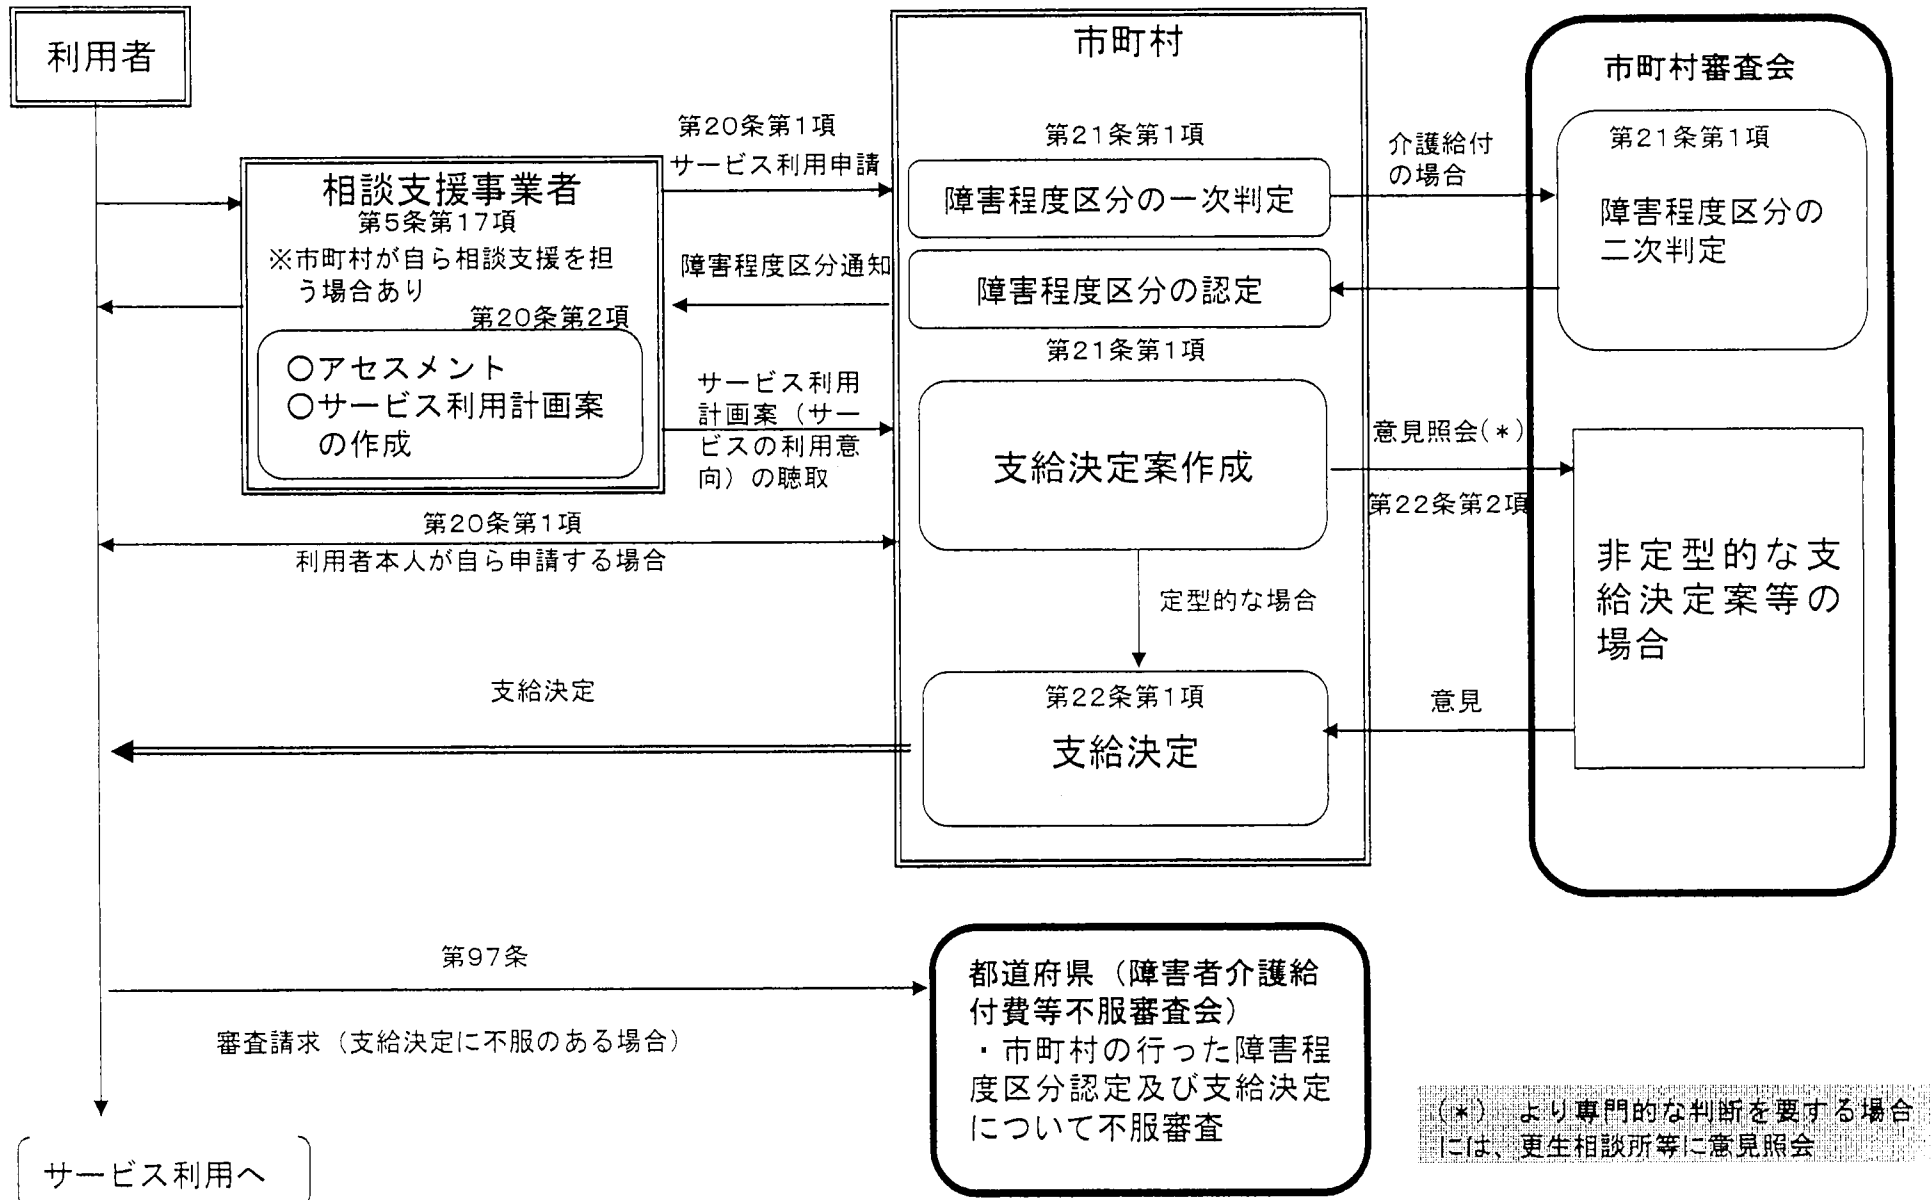 利用者
相談支援事業者
第5条第17項
※市町村が自ら相談支援を担
う場合あり
第20条第2項
○アセスメント
○サービス利用計画案
の作成
第20条第1項
サービス利用申請
障害程度区分通知
サービス利用
計画案(サー
ビスの利用意
向)の聴取
第20条第1項
利用者本人が自ら申請する場合
支給決定
市町村
第21条第1項
障害程度区分の一次判定
障害程度区分の認定
第21条第1項
支給決定案作成
定型的な場合
第22条第1項
支給決定
介護給付
の場合
意見照会(*)
第22条第2項
意見
市町村審査会
第21条第1項
障害程度区分の
二次判定
非定型的な支
給決定案等の
場合
第97条
審査請求(支給決定に不服のある場合)
都道府県(障害者介護給
付費等不服審査会)
・市町村の行った障害程
度区分認定及び支給決定
について不服審査
(*) より専門的な判断を要する場合
には、更生相談所等に意見照会
サービス利用へ